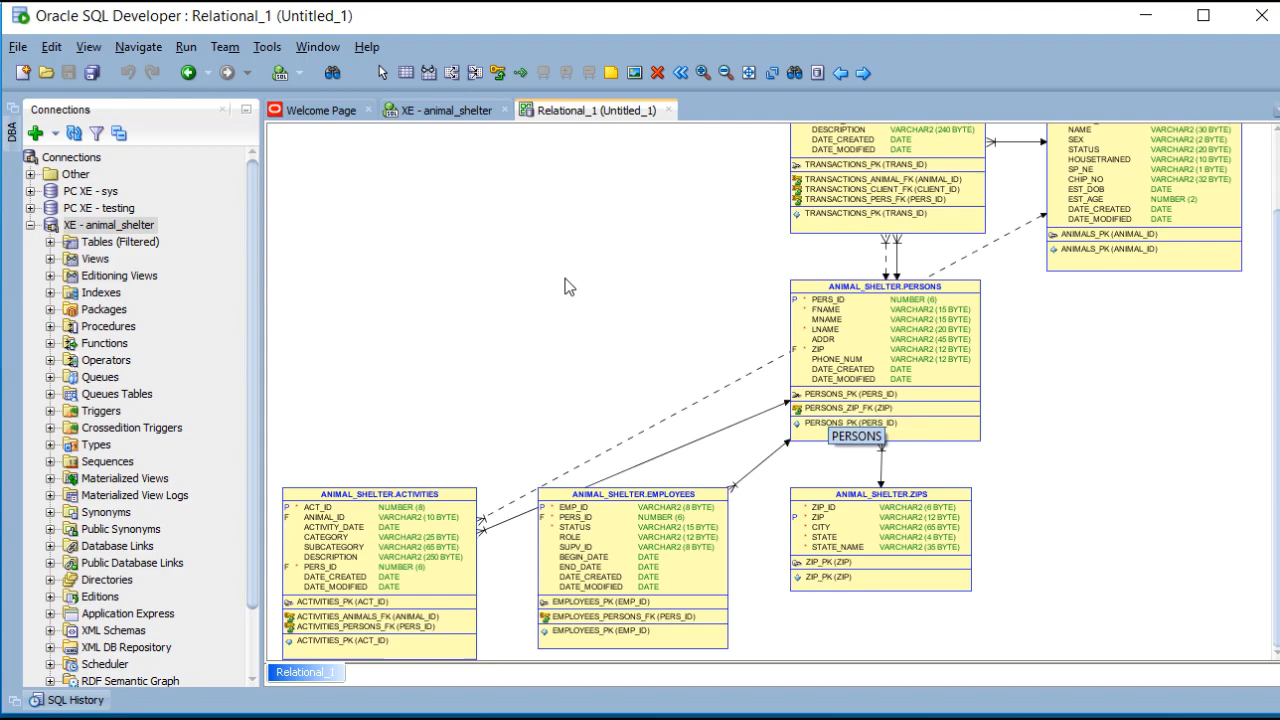 Oracle SQL Developer : Relational_1 (Untitled_1)
File Edit View Navigate Run Team Tools Window Help
Connections
Welcome Page
XE - animal_shelter
Relational_1 (Untitled_1)
DBA
Connections
Other
PC XE - sys
PC XE - testing
XE - animal_shelter
Tables (Filtered)
Views
Editioning Views
Indexes
Packages
Procedures
Functions
Operators
Queues
Queues Tables
Triggers
Crossedition Triggers
Types
Sequences
Materialized Views
Materialized View Logs
Synonyms
Public Synonyms
Database Links
Public Database Links
Directories
Editions
Application Express
XML Schemas
XML DB Repository
Scheduler
RDF Semantic Graph
SQL History
DESCRIPTION VARCHAR2 (240 BYTE)
DATE_CREATED DATE
DATE_MODIFIED DATE
TRANSACTIONS_PK (TRANS_ID)
TRANSACTIONS_ANIMAL_FK (ANIMAL_ID)
TRANSACTIONS_CLIENT_FK (CLIENT_ID)
TRANSACTIONS_PERS_FK (PERS_ID)
TRANSACTIONS_PK (TRANS_ID)
NAME VARCHAR2 (30 BYTE)
SEX VARCHAR2 (2 BYTE)
STATUS VARCHAR2 (20 BYTE)
HOUSETRAINED VARCHAR2 (10 BYTE)
SP_NE VARCHAR2 (1 BYTE)
CHIP_NO VARCHAR2 (32 BYTE)
EST_DOB DATE
EST_AGE NUMBER (2)
DATE_CREATED DATE
DATE_MODIFIED DATE
ANIMALS_PK (ANIMAL_ID)
ANIMALS_PK (ANIMAL_ID)
ANIMAL_SHELTER.PERSONS
P * PERS_ID NUMBER (6)
* FNAME VARCHAR2 (15 BYTE)
MNAME VARCHAR2 (15 BYTE)
* LNAME VARCHAR2 (20 BYTE)
ADDR VARCHAR2 (45 BYTE)
F * ZIP VARCHAR2 (12 BYTE)
PHONE_NUM VARCHAR2 (12 BYTE)
DATE_CREATED DATE
DATE_MODIFIED DATE
PERSONS_PK (PERS_ID)
PERSONS_ZIP_FK (ZIP)
PERSONS_PK (PERS_ID)
PERSONS
ANIMAL_SHELTER.ACTIVITIES
P * ACT_ID NUMBER (8)
F ANIMAL_ID VARCHAR2 (10 BYTE)
ACTIVITY_DATE DATE
CATEGORY VARCHAR2 (25 BYTE)
SUBCATEGORY VARCHAR2 (65 BYTE)
DESCRIPTION VARCHAR2 (250 BYTE)
F * PERS_ID NUMBER (6)
DATE_CREATED DATE
DATE_MODIFIED DATE
ACTIVITIES_PK (ACT_ID)
ACTIVITIES_ANIMALS_FK (ANIMAL_ID)
ACTIVITIES_PERSONS_FK (PERS_ID)
ACTIVITIES_PK (ACT_ID)
ANIMAL_SHELTER.EMPLOYEES
P * EMP_ID VARCHAR2 (8 BYTE)
F * PERS_ID NUMBER (6)
* STATUS VARCHAR2 (15 BYTE)
ROLE VARCHAR2 (12 BYTE)
SUPV_ID VARCHAR2 (8 BYTE)
BEGIN_DATE DATE
END_DATE DATE
DATE_CREATED DATE
DATE_MODIFIED DATE
EMPLOYEES_PK (EMP_ID)
EMPLOYEES_PERSONS_FK (PERS_ID)
EMPLOYEES_PK (EMP_ID)
ANIMAL_SHELTER.ZIPS
* ZIP_ID VARCHAR2 (6 BYTE)
P * ZIP VARCHAR2 (12 BYTE)
* CITY VARCHAR2 (65 BYTE)
* STATE VARCHAR2 (4 BYTE)
* STATE_NAME VARCHAR2 (35 BYTE)
ZIP_PK (ZIP)
ZIP_PK (ZIP)
Relational_1